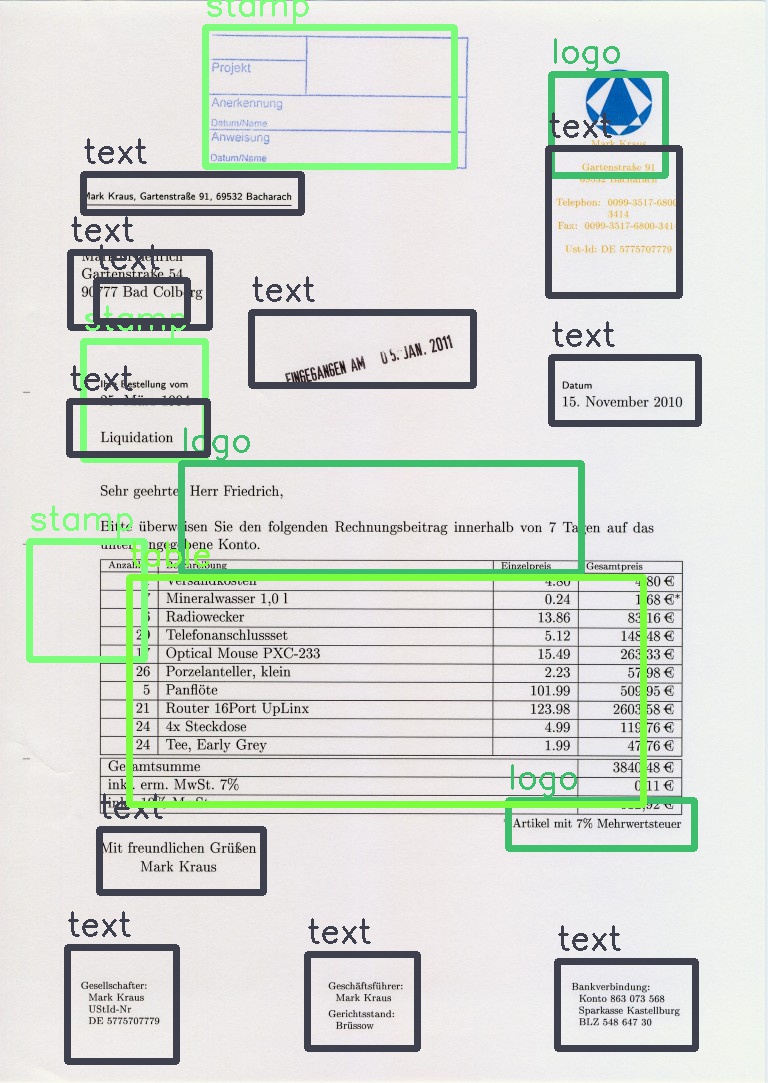 stamp
Projekt
Anerkennung
Datum/Name
Anweisung
Datum/Name
logo
text
Mark Kraus
Gartenstraße 91
69532 Bacharach
Telephon: 0099-3517-6800
3414
Fax: 0099-3517-6800-341
Ust-Id: DE 5775707779
text
Mark Kraus, Gartenstraße 91, 69532 Bacharach
text
text
Gartenstraße 54
90777 Bad Colberg
text
EINGEGANGEN AM 05. JAN. 2011
stamp
text
Ihre Bestellung vom
25. März 1994
Liquidation
text
Datum
15. November 2010
logo
Sehr geehrter Herr Friedrich,
Bitte überweisen Sie den folgenden Rechnungsbeitrag innerhalb von 7 Tagen auf das
unten angegebene Konto.
stamp
table
Anzahl Beschreibung Einzelpreis Gesamtpreis
Versandkosten 4.80 4.80 €
7 Mineralwasser 1,0 l 0.24 1.68 €*
6 Radiowecker 13.86 83.16 €
29 Telefonanschlussset 5.12 148.48 €
17 Optical Mouse PXC-233 15.49 263.33 €
26 Porzelanteller, klein 2.23 57.98 €
5 Panflöte 101.99 509.95 €
21 Router 16Port UpLinx 123.98 2603.58 €
24 4x Steckdose 4.99 119.76 €
24 Tee, Early Grey 1.99 47.76 €
Gesamtsumme 3840.48 €
inkl. erm. MwSt. 7% 0.11 €
inkl. 19% MwSt.
logo
* Artikel mit 7% Mehrwertsteuer
text
Mit freundlichen Grüßen
Mark Kraus
text
Gesellschafter:
Mark Kraus
UStId-Nr
DE 5775707779
text
Geschäftsführer:
Mark Kraus
Gerichtsstand:
Brüssow
text
Bankverbindung:
Konto 863 073 568
Sparkasse Kastellburg
BLZ 548 647 30